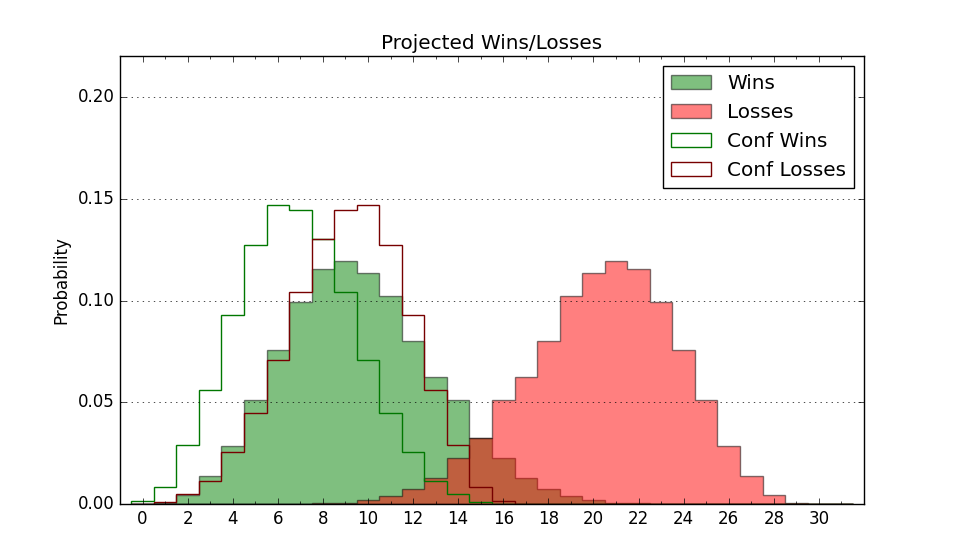 Projected Wins/Losses
Wins
Losses
Conf Wins
Conf Losses
Probability
0.20
0.15
0.10
0.05
0.00
0 2 4 6 8 10 12 14 16 18 20 22 24 26 28 30